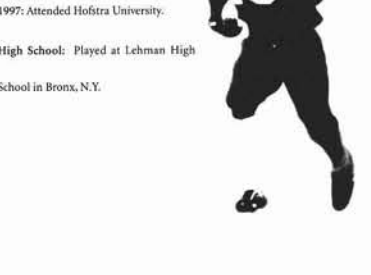 1997: Attended Hofstra University.
High School: Played at Lehman High
School in Bronx, N.Y.